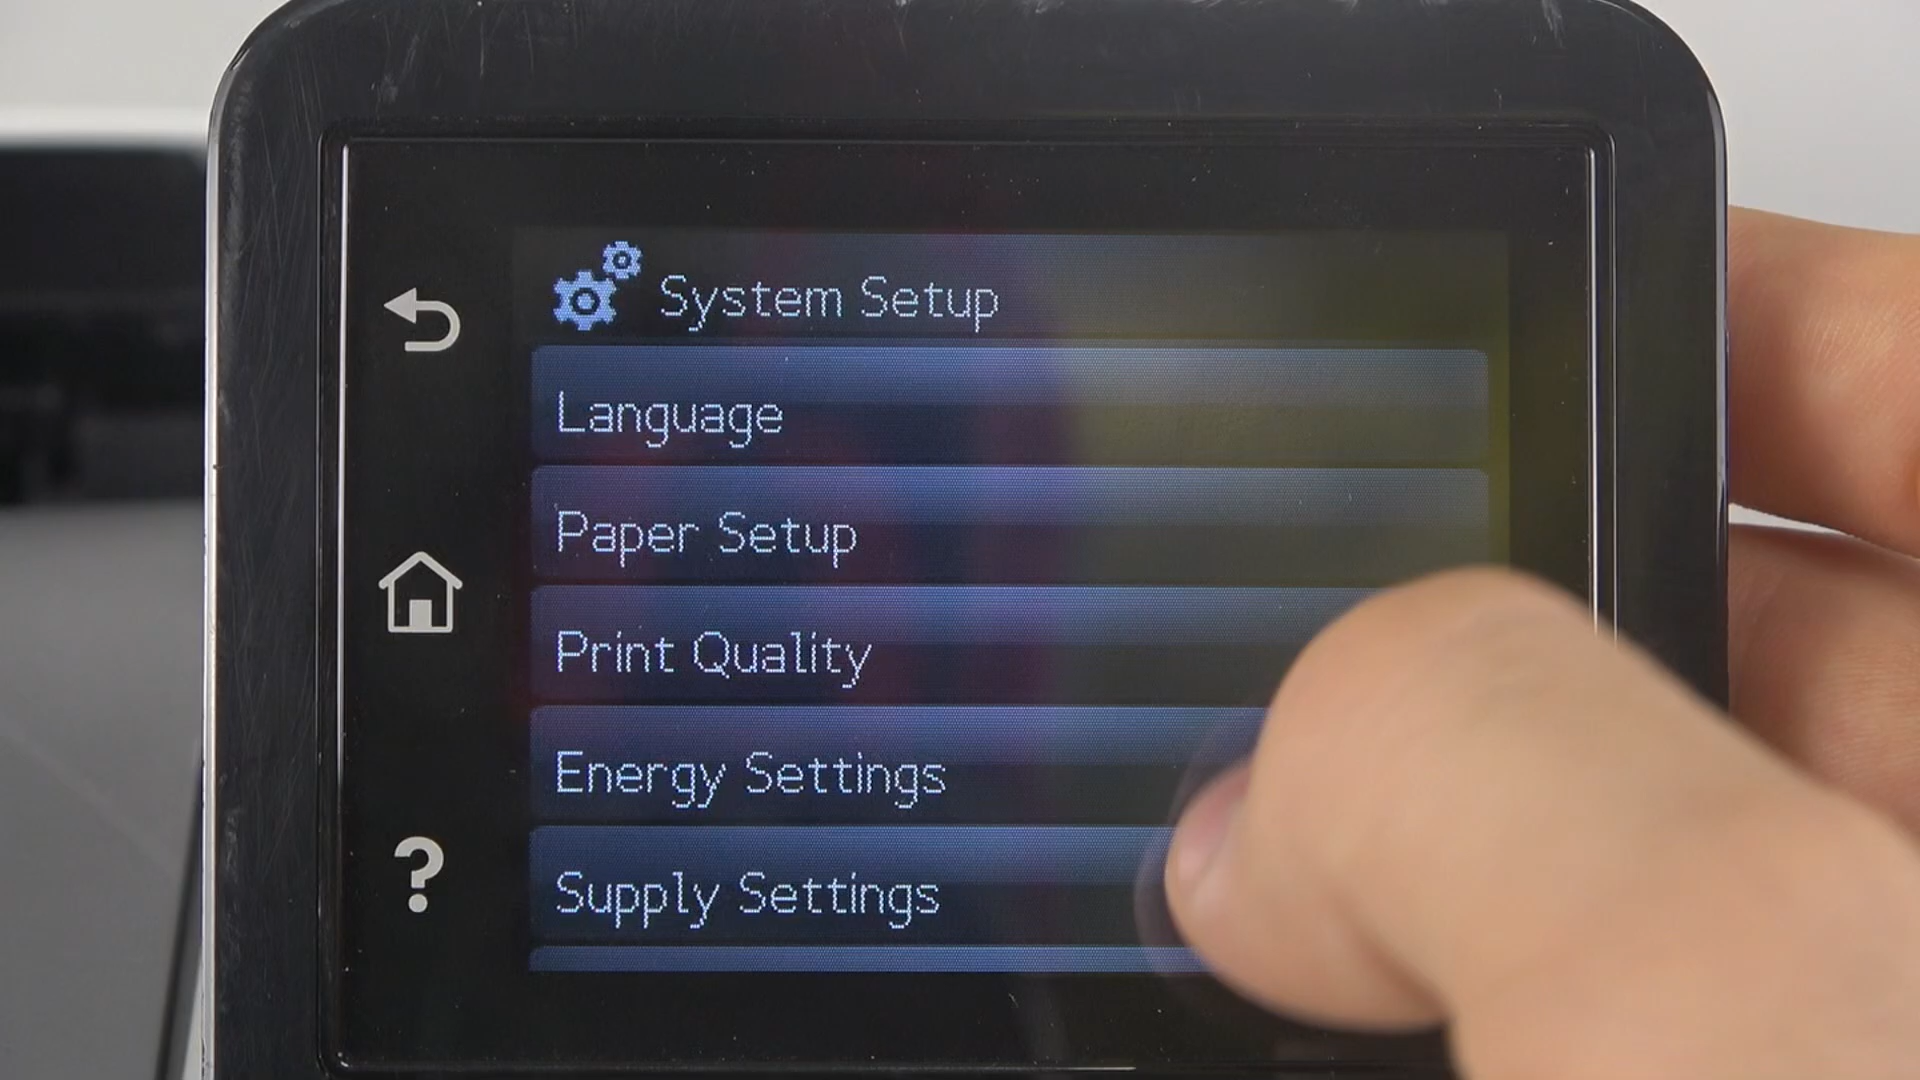 System Setup
Language
Paper Setup
Print Quality
Energy Settings
Supply Settings
?